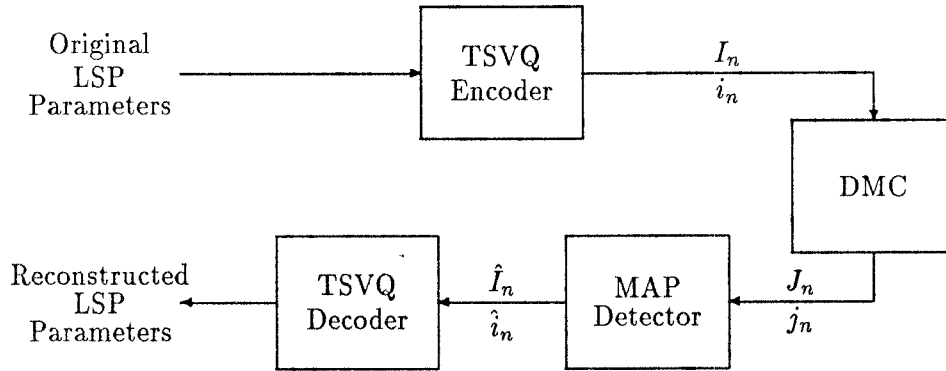 Original
LSP
Parameters
TSVQ
Encoder
I_n
i_n
DMC
J_n
j_n
MAP
Detector
Î_n
î_n
TSVQ
Decoder
Reconstructed
LSP
Parameters